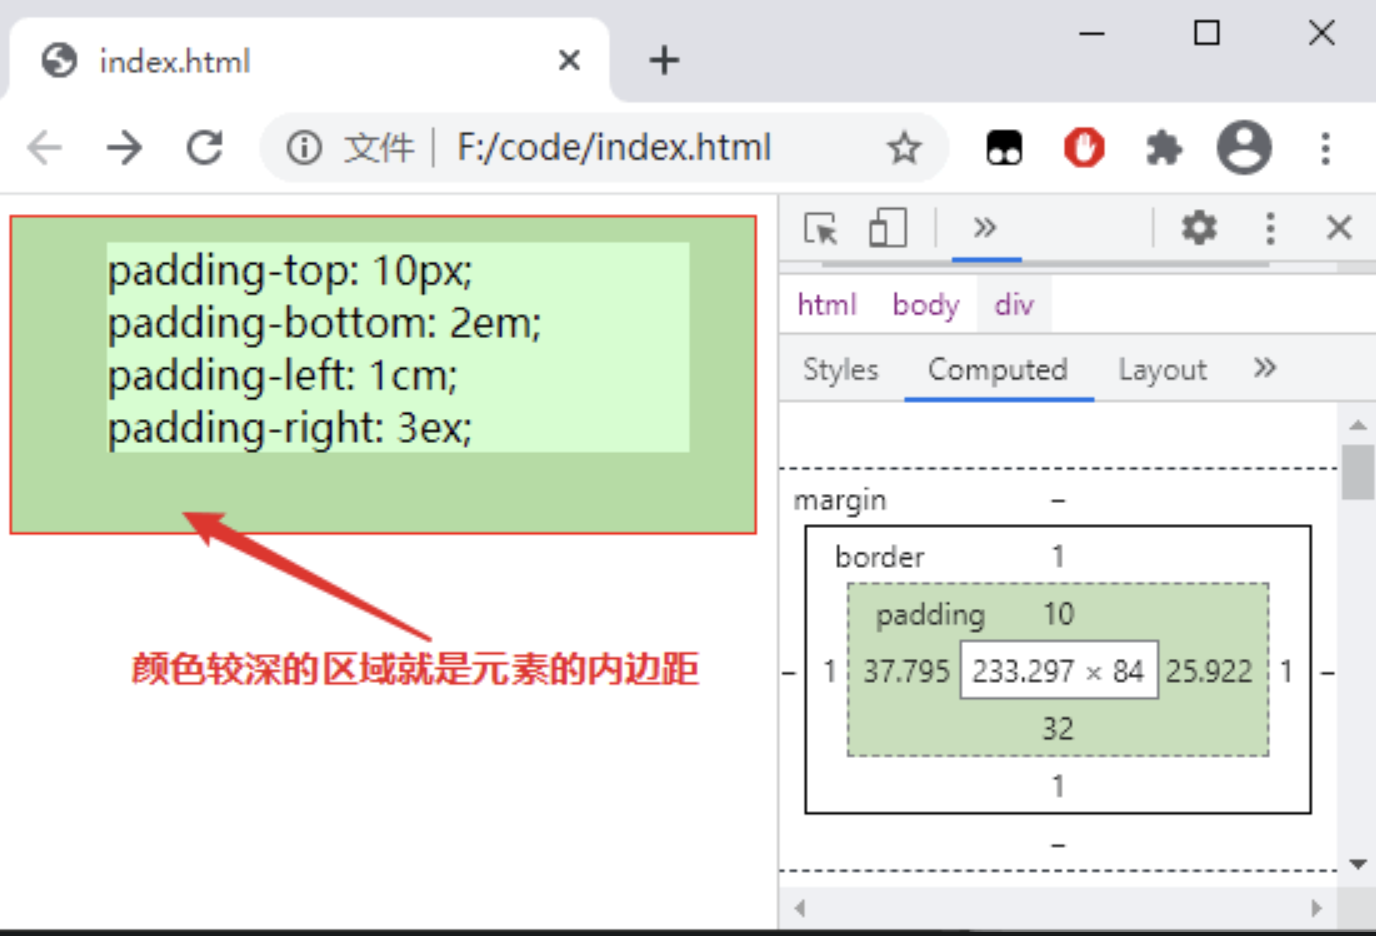 index.html
文件 F:/code/index.html
padding-top: 10px;
padding-bottom: 2em;
padding-left: 1cm;
padding-right: 3ex;
颜色较深的区域就是元素的内边距
html body div
Styles Computed Layout
margin –
border 1
padding 10
– 1 37.795 233.297 × 84 25.922 1 –
32
1
–